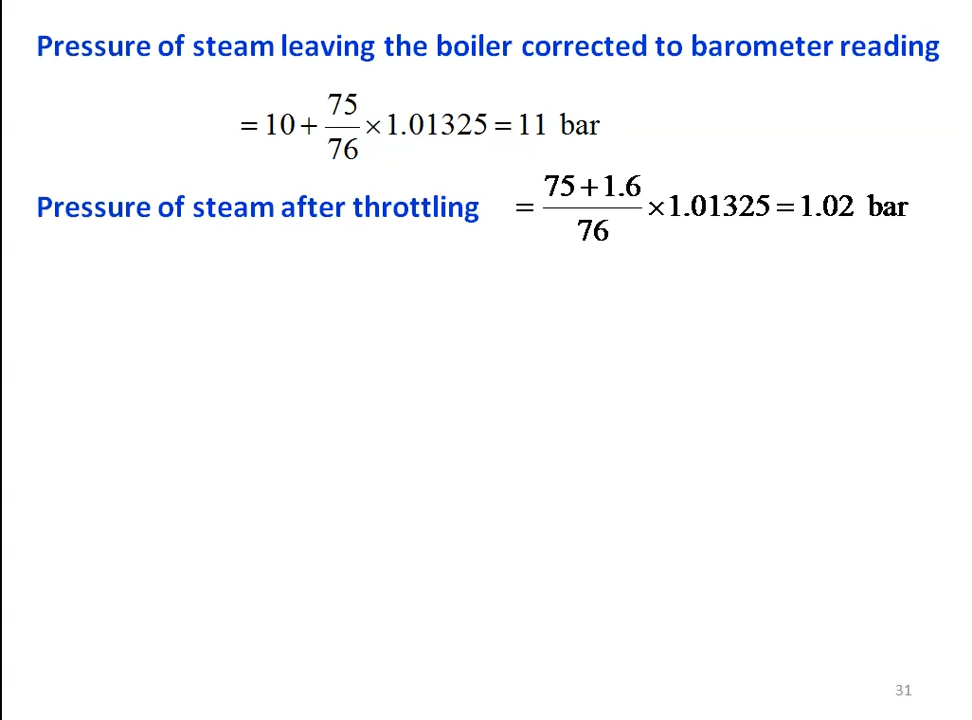 Pressure of steam leaving the boiler corrected to barometer reading
= 10 + 75/76 × 1.01325 = 11 bar
Pressure of steam after throttling = (75 + 1.6)/76 × 1.01325 = 1.02 bar
31